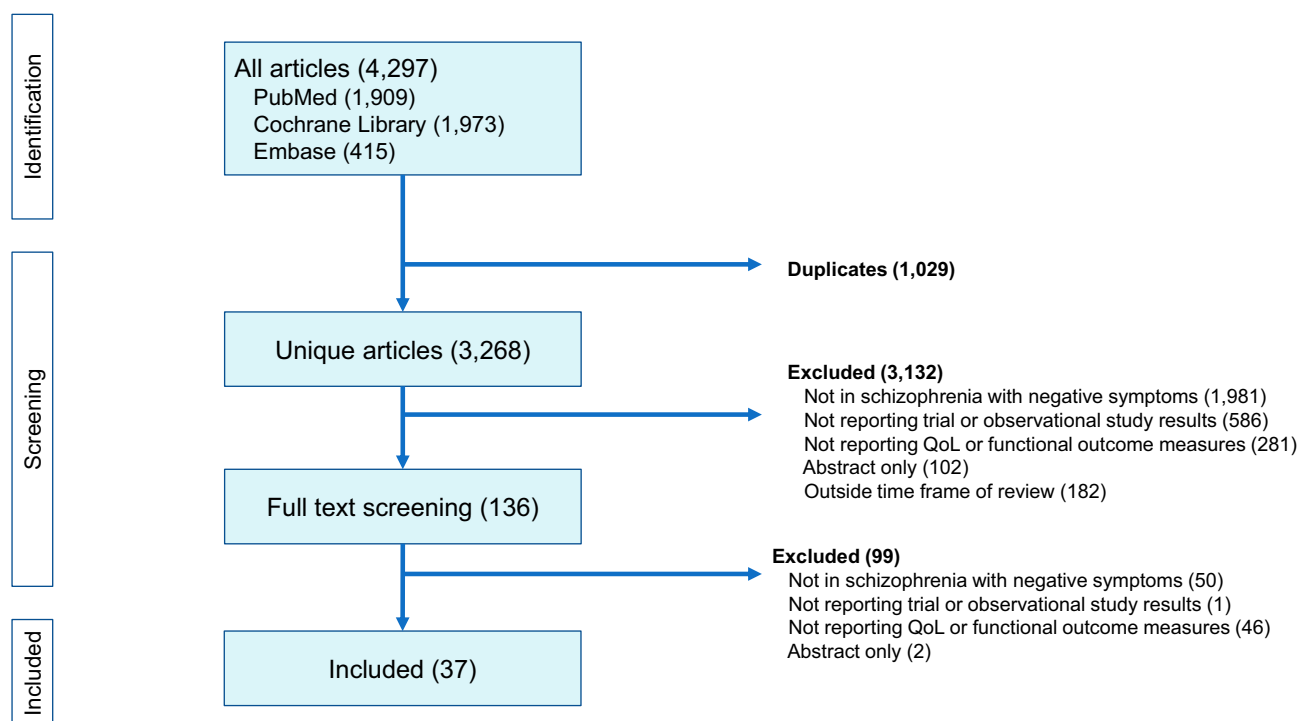 Identification
All articles (4,297)
PubMed (1,909)
Cochrane Library (1,973)
Embase (415)
Duplicates (1,029)
Screening
Unique articles (3,268)
Excluded (3,132)
Not in schizophrenia with negative symptoms (1,981)
Not reporting trial or observational study results (586)
Not reporting QoL or functional outcome measures (281)
Abstract only (102)
Outside time frame of review (182)
Full text screening (136)
Excluded (99)
Not in schizophrenia with negative symptoms (50)
Not reporting trial or observational study results (1)
Not reporting QoL or functional outcome measures (46)
Abstract only (2)
Included
Included (37)